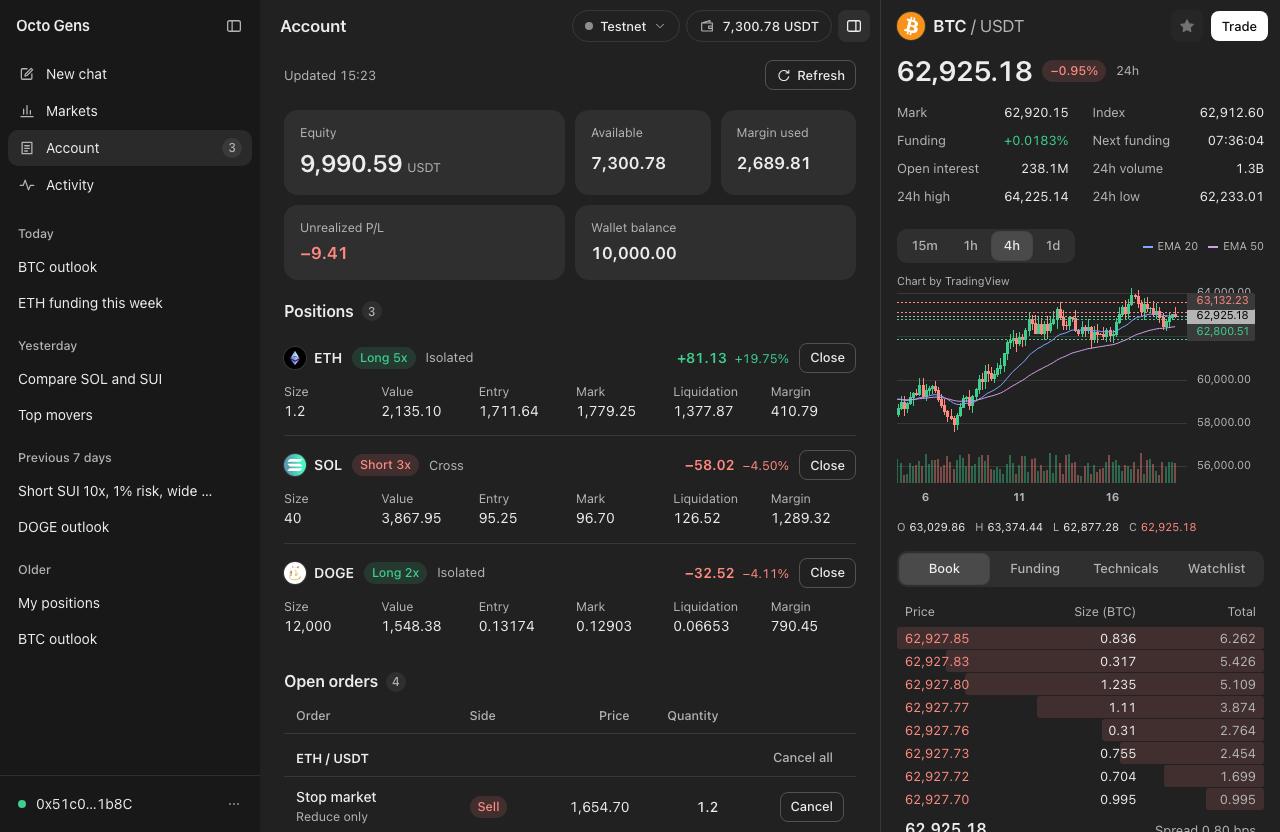 Octo Gens
New chat
Markets
Account 3
Activity
Today
BTC outlook
ETH funding this week
Yesterday
Compare SOL and SUI
Top movers
Previous 7 days
Short SUI 10x, 1% risk, wide ...
DOGE outlook
Older
My positions
BTC outlook
0x51c0...1b8C
Account
Testnet
7,300.78 USDT
Updated 15:23
Refresh
Equity
9,990.59 USDT
Available
7,300.78
Margin used
2,689.81
Unrealized P/L
−9.41
Wallet balance
10,000.00
Positions 3
ETH Long 5x Isolated +81.13 +19.75% Close
Size Value Entry Mark Liquidation Margin
1.2 2,135.10 1,711.64 1,779.25 1,377.87 410.79
SOL Short 3x Cross −58.02 −4.50% Close
Size Value Entry Mark Liquidation Margin
40 3,867.95 95.25 96.70 126.52 1,289.32
DOGE Long 2x Isolated −32.52 −4.11% Close
Size Value Entry Mark Liquidation Margin
12,000 1,548.38 0.13174 0.12903 0.06653 790.45
Open orders 4
Order Side Price Quantity
ETH / USDT Cancel all
Stop market Sell 1,654.70 1.2 Cancel
Reduce only
BTC / USDT
Trade
62,925.18 −0.95% 24h
Mark 62,920.15 Index 62,912.60
Funding +0.0183% Next funding 07:36:04
Open interest 238.1M 24h volume 1.3B
24h high 64,225.14 24h low 62,233.01
15m 1h 4h 1d
EMA 20 EMA 50
Chart by TradingView
64,000.00
63,132.23
62,925.18
62,800.51
60,000.00
58,000.00
56,000.00
6 11 16
O 63,029.86 H 63,374.44 L 62,877.28 C 62,925.18
Book Funding Technicals Watchlist
Price Size (BTC) Total
62,927.85 0.836 6.262
62,927.83 0.317 5.426
62,927.80 1.235 5.109
62,927.77 1.11 3.874
62,927.76 0.31 2.764
62,927.73 0.755 2.454
62,927.72 0.704 1.699
62,927.70 0.995 0.995
62,925.18 Spread 0.80 bps